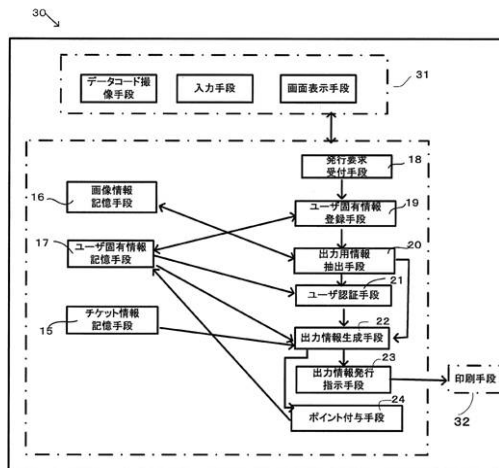 30
データコード撮
像手段
入力手段
画面表示手段
31
発行要求
受付手段
18
16
画像情報
記憶手段
ユーザ固有情報
登録手段
19
17
ユーザ固有情報
記憶手段
出力用情報
抽出手段
20
ユーザ認証手段
21
15
チケット情報
記憶手段
出力情報生成手段
22
出力情報発行
指示手段
23
印刷手段
32
ポイント付与手段
24